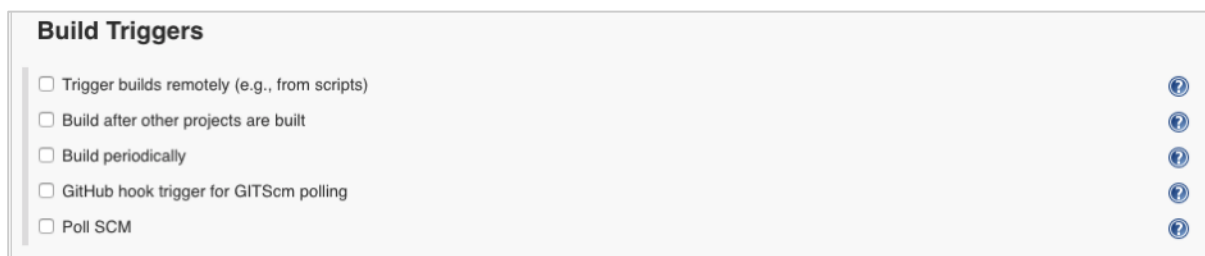 Build Triggers
Trigger builds remotely (e.g., from scripts)
Build after other projects are built
Build periodically
GitHub hook trigger for GITScm polling
Poll SCM